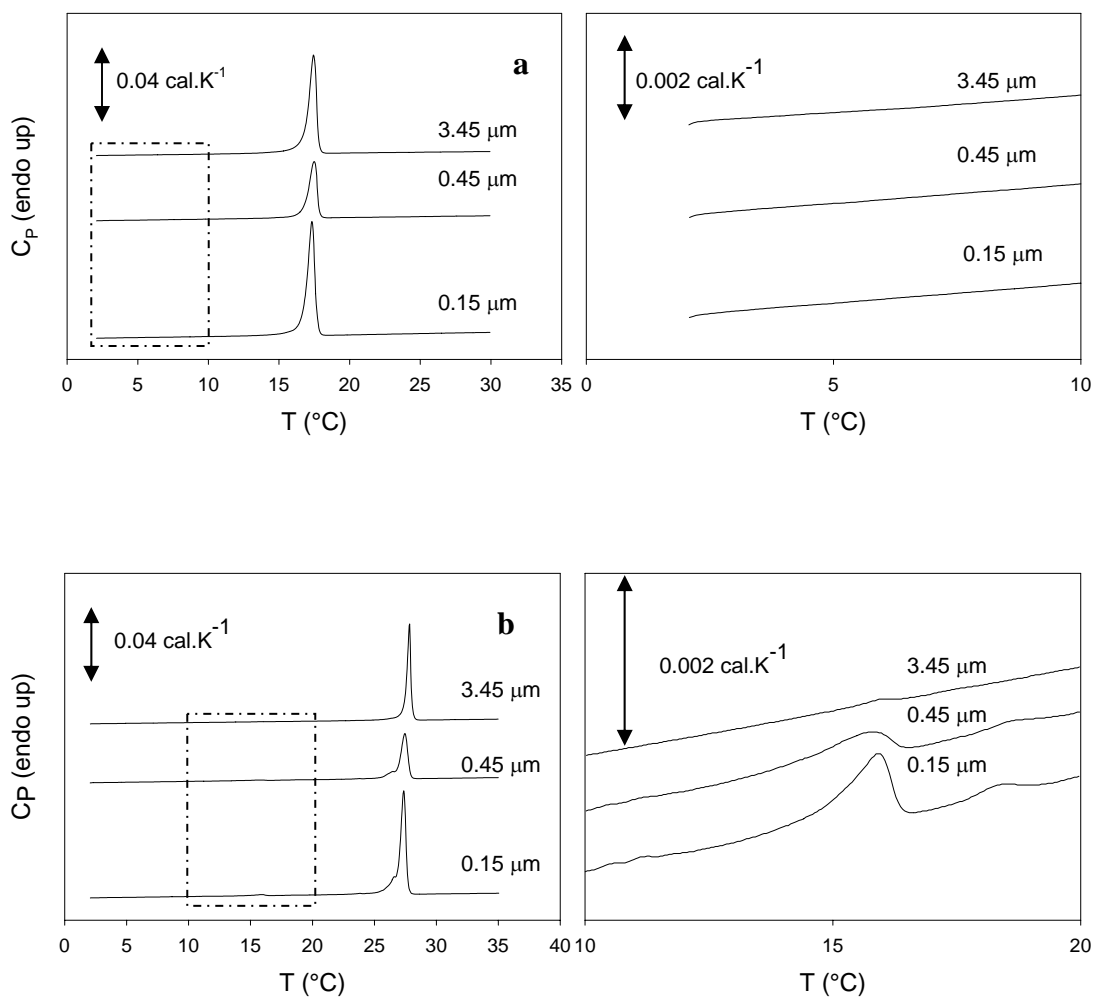 a
0.04 cal.K-1
3.45 μm
0.45 μm
0.15 μm
CP (endo up)
0 5 10 15 20 25 30 35
T (°C)
0.002 cal.K-1
3.45 μm
0.45 μm
0.15 μm
0 5 10
T (°C)
b
0.04 cal.K-1
3.45 μm
0.45 μm
0.15 μm
CP (endo up)
0 5 10 15 20 25 30 35 40
T (°C)
0.002 cal.K-1
3.45 μm
0.45 μm
0.15 μm
10 15 20
T (°C)